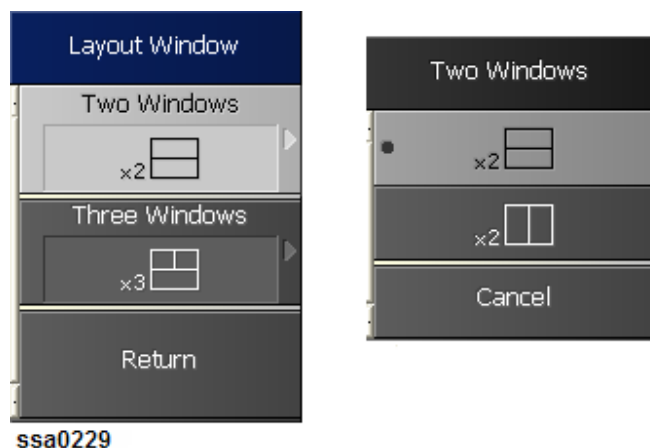 Layout Window
Two Windows
×2
Three Windows
×3
Return
Two Windows
×2
×2
Cancel
ssa0229